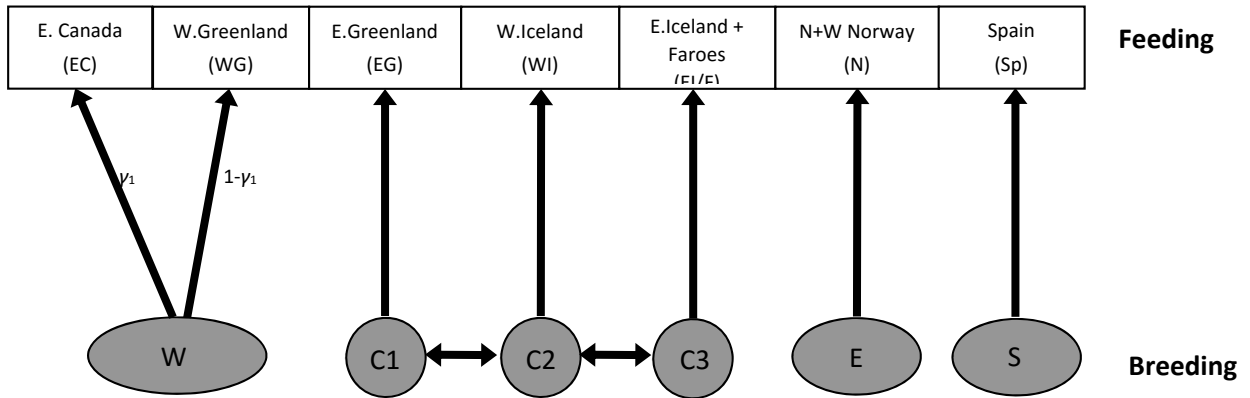 E. Canada
(EC)
W.Greenland
(WG)
E.Greenland
(EG)
W.Iceland
(WI)
E.Iceland +
Faroes
(EI/F)
N+W Norway
(N)
Spain
(Sp)
Feeding
γ1
1-γ1
W
C1
C2
C3
E
S
Breeding